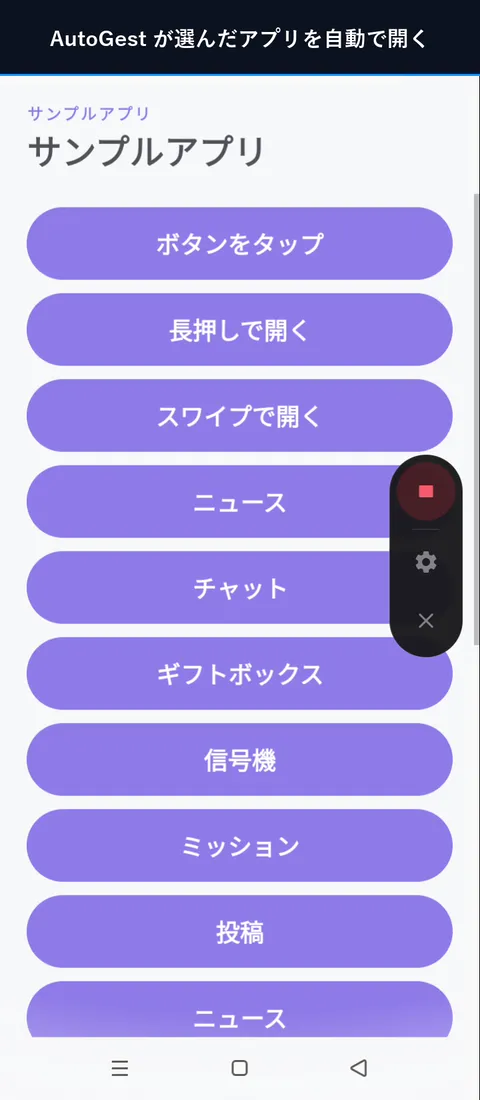 AutoGest が選んだアプリを自動で開く
サンプルアプリ
サンプルアプリ
ボタンをタップ
長押しで開く
スワイプで開く
ニュース
チャット
ギフトボックス
信号機
ミッション
投稿
ニュース